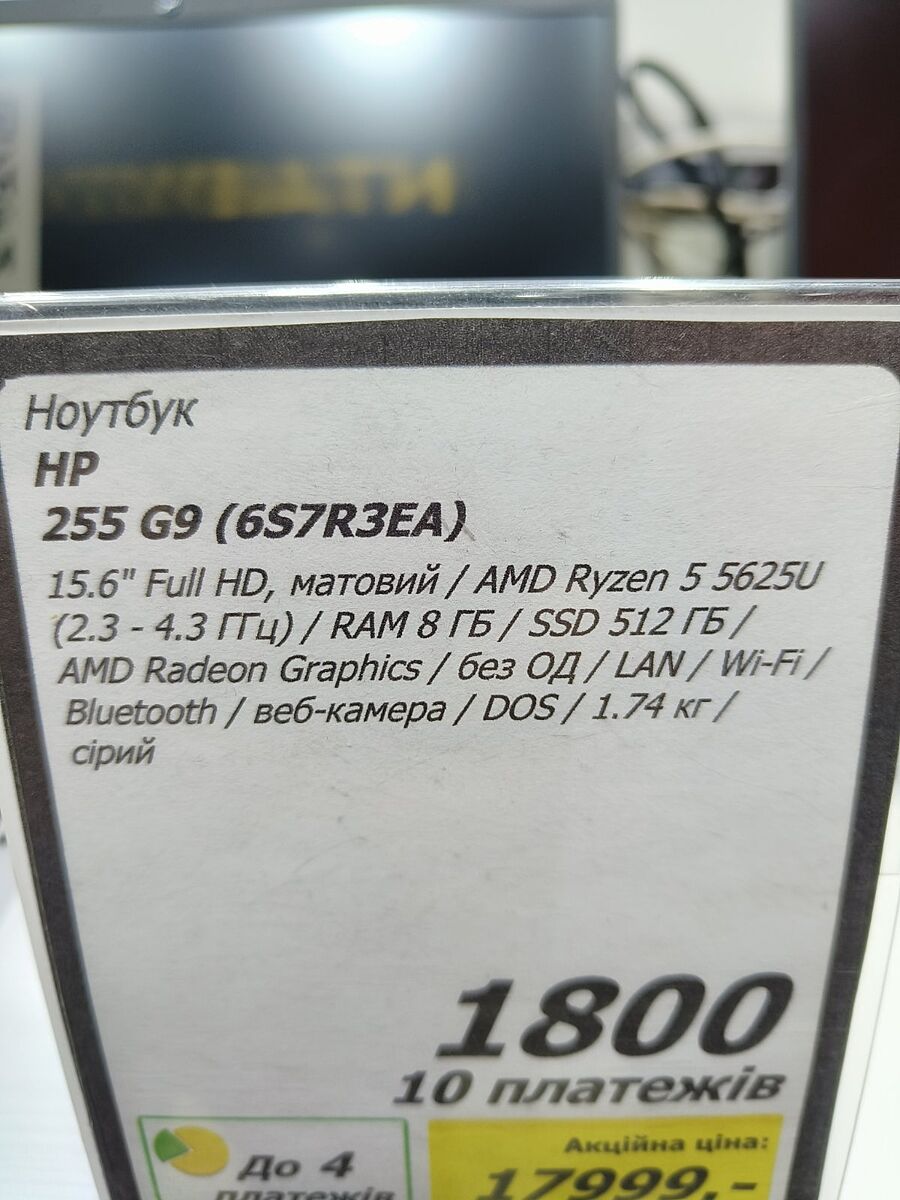 Ноутбук
HP
255 G9 (6S7R3EA)
15.6" Full HD, матовий / AMD Ryzen 5 5625U
(2.3 - 4.3 ГГц) / RAM 8 ГБ / SSD 512 ГБ /
AMD Radeon Graphics / без ОД / LAN / Wi-Fi /
Bluetooth / веб-камера / DOS / 1.74 кг /
сірий
1800
10 платежів
До 4
платежів
Акційна ціна:
17999.-